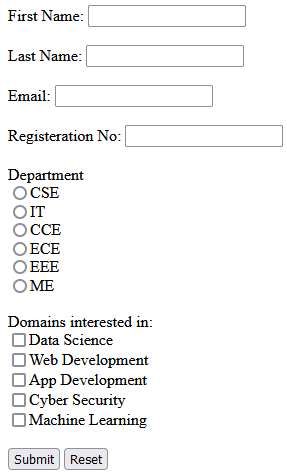 First Name:
Last Name:
Email:
Registeration No:
Department
CSE
IT
CCE
ECE
EEE
ME
Domains interested in:
Data Science
Web Development
App Development
Cyber Security
Machine Learning
Submit Reset